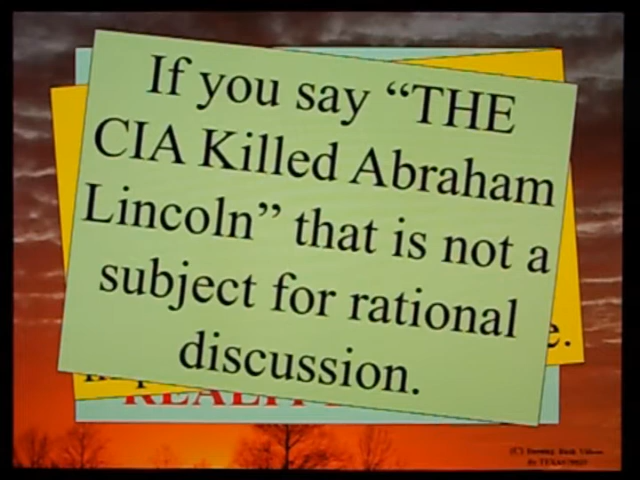 If you say “THE
CIA Killed Abraham
Lincoln” that is not a
subject for rational
discussion.